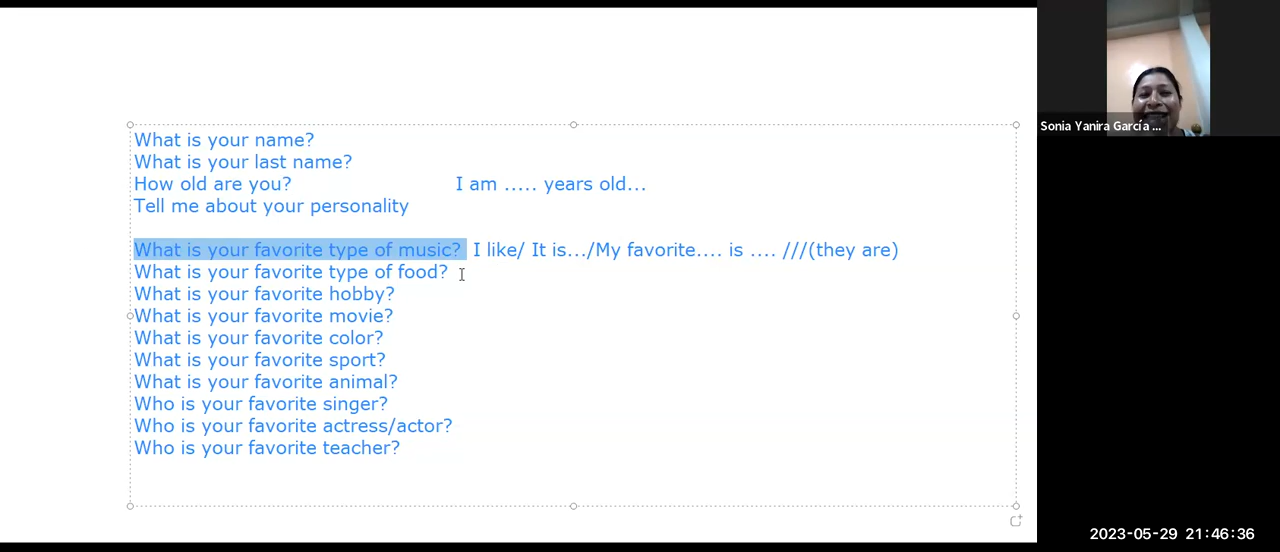 What is your name?
What is your last name?
How old are you? I am ..... years old...
Tell me about your personality
What is your favorite type of music? I like/ It is.../My favorite.... is .... ///(they are)
What is your favorite type of food?
What is your favorite hobby?
What is your favorite movie?
What is your favorite color?
What is your favorite sport?
What is your favorite animal?
Who is your favorite singer?
Who is your favorite actress/actor?
Who is your favorite teacher?
Sonia Yanira García ...
2023-05-29 21:46:36